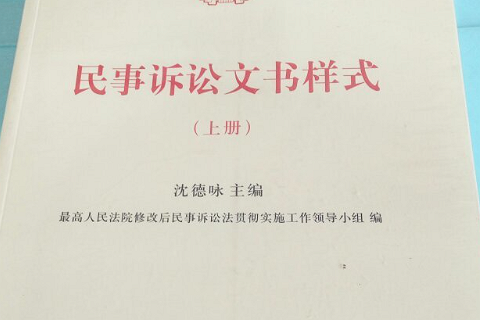 民事诉讼文书样式
（上册）
沈德咏 主编
最高人民法院修改后民事诉讼法贯彻实施工作领导小组 编